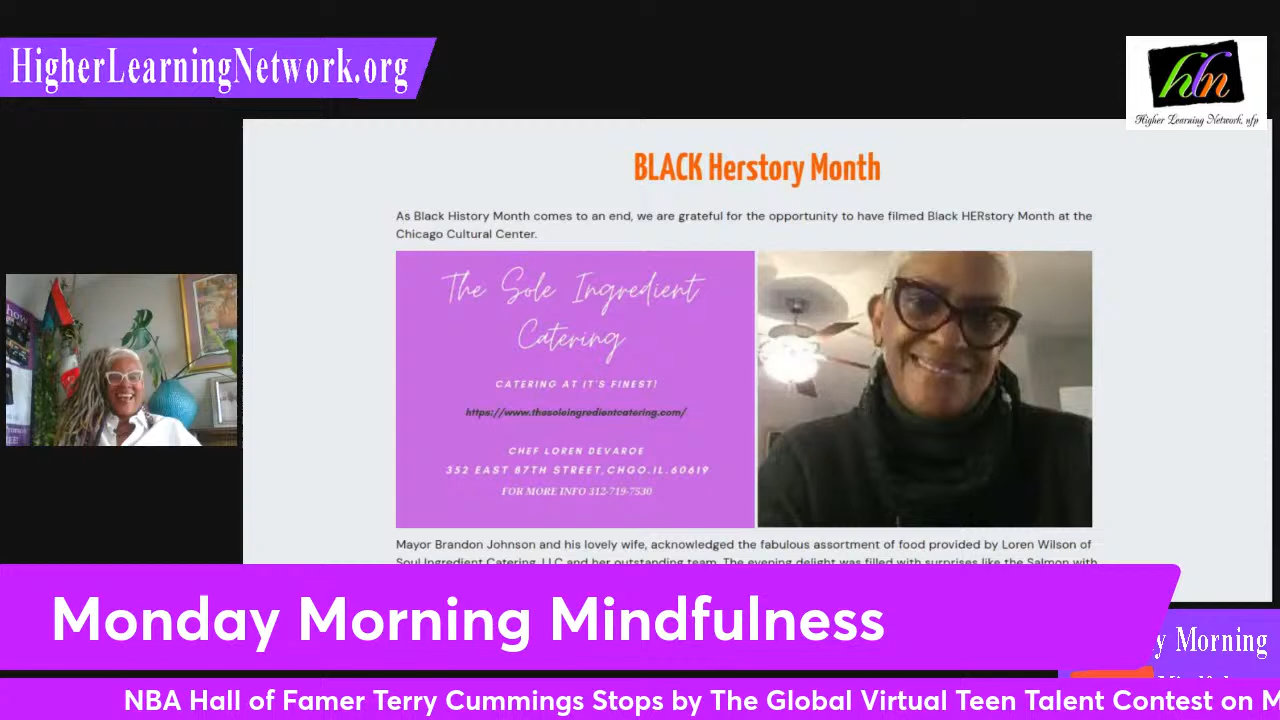 HigherLearningNetwork.org
hln
Higher Learning Network, nfp
BLACK Herstory Month
As Black History Month comes to an end, we are grateful for the opportunity to have filmed Black HERstory Month at the
Chicago Cultural Center.
The Sole Ingredient
Catering
CATERING AT IT'S FINEST!
https://www.thesoleingredientcatering.com/
CHEF LOREN DEVAROE
352 EAST 87TH STREET,CHGO.IL.60619
FOR MORE INFO 312-719-7530
Mayor Brandon Johnson and his lovely wife, acknowledged the fabulous assortment of food provided by Loren Wilson of
Soul Ingredient Catering, LLC and her outstanding team. The evening delight was filled with surprises like the Salmon with
Monday Morning Mindfulness
y Morning
NBA Hall of Famer Terry Cummings Stops by The Global Virtual Teen Talent Contest on M